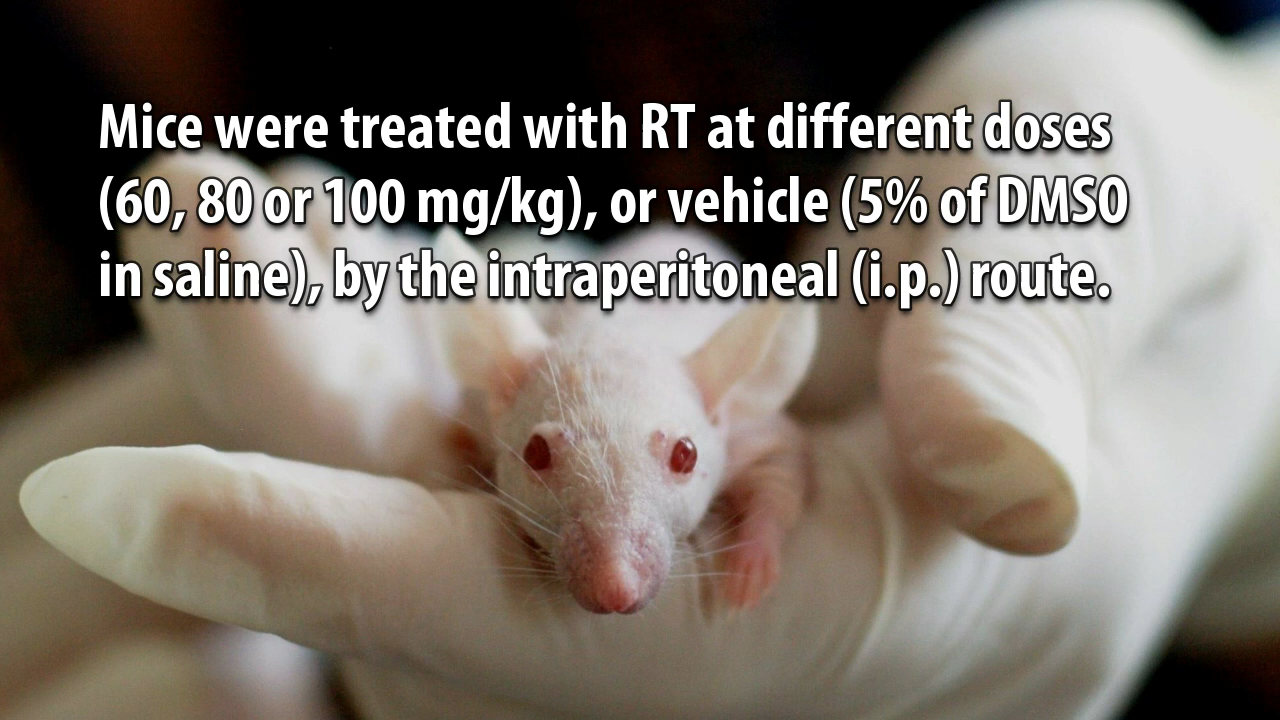 Mice were treated with RT at different doses
(60, 80 or 100 mg/kg), or vehicle (5% of DMSO
in saline), by the intraperitoneal (i.p.) route.